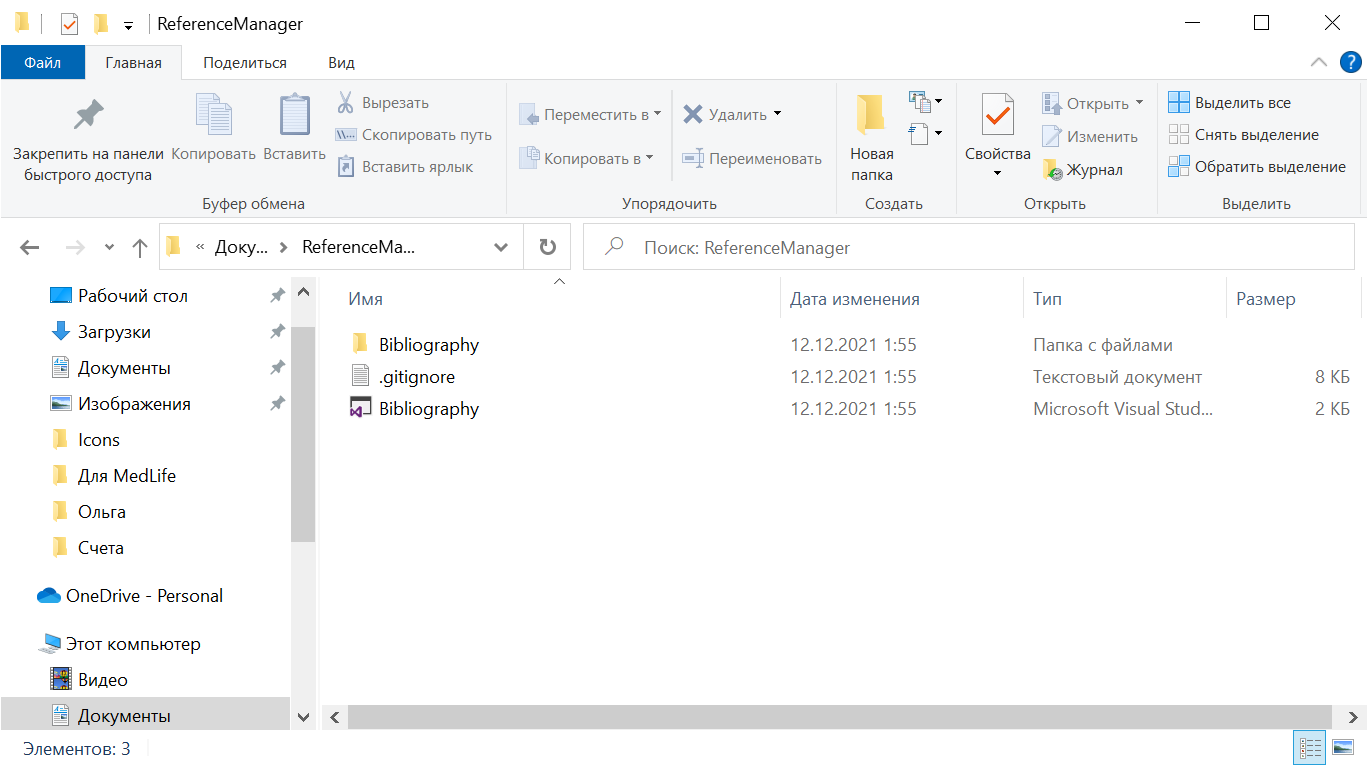 ReferenceManager
Файл Главная Поделиться Вид
Закрепить на панели быстрого доступа
Копировать
Вставить
Вырезать
Скопировать путь
Вставить ярлык
Буфер обмена
Переместить в
Копировать в
Удалить
Переименовать
Упорядочить
Новая папка
Создать
Свойства
Открыть
Изменить
Журнал
Открыть
Выделить все
Снять выделение
Обратить выделение
Выделить
« Доку... ReferenceMa...
Поиск: ReferenceManager
Рабочий стол
Загрузки
Документы
Изображения
Icons
Для MedLife
Ольга
Счета
OneDrive - Personal
Этот компьютер
Видео
Документы
Имя Дата изменения Тип Размер
Bibliography 12.12.2021 1:55 Папка с файлами
.gitignore 12.12.2021 1:55 Текстовый документ 8 КБ
Bibliography 12.12.2021 1:55 Microsoft Visual Stud... 2 КБ
Элементов: 3